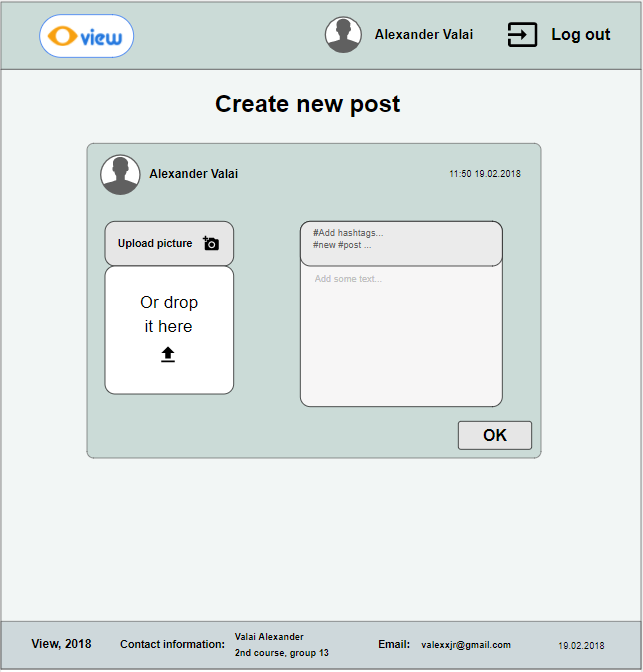 view
Alexander Valai
Log out
Create new post
Alexander Valai
11:50 19.02.2018
Upload picture
#Add hashtags...
#new #post ...
Or drop
it here
Add some text...
OK
View, 2018
Contact information:
Valai Alexander
2nd course, group 13
Email:
valexxjr@gmail.com
19.02.2018